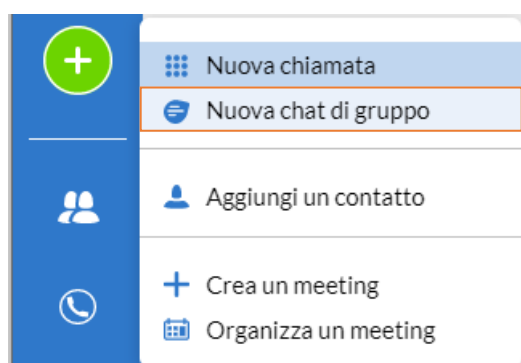 Nuova chiamata
Nuova chat di gruppo
Aggiungi un contatto
Crea un meeting
Organizza un meeting